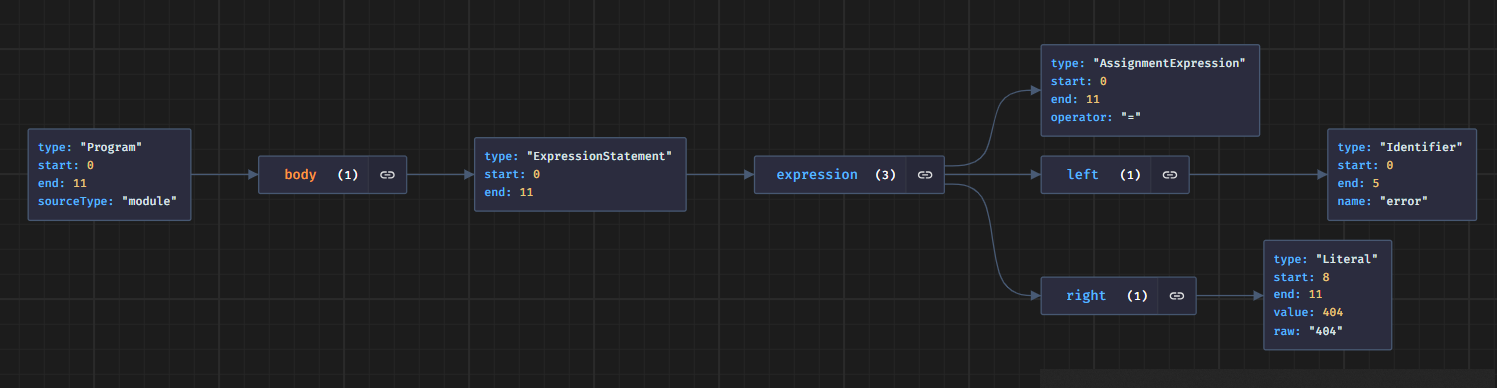 type: "Program"
start: 0
end: 11
sourceType: "module"
body (1)
type: "ExpressionStatement"
start: 0
end: 11
expression (3)
type: "AssignmentExpression"
start: 0
end: 11
operator: "="
left (1)
type: "Identifier"
start: 0
end: 5
name: "error"
right (1)
type: "Literal"
start: 8
end: 11
value: 404
raw: "404"